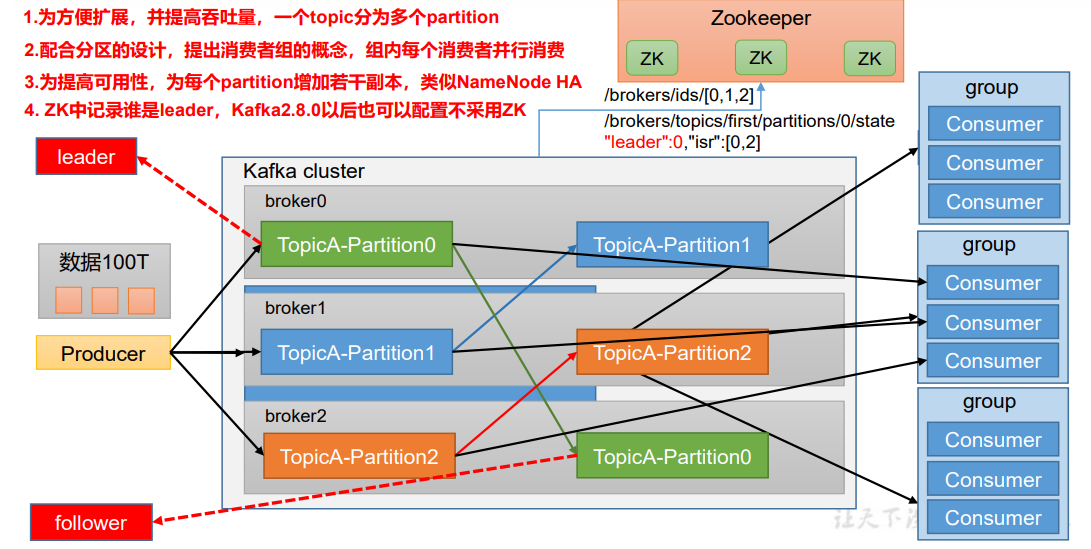 1.为方便扩展，并提高吞吐量，一个topic分为多个partition
2.配合分区的设计，提出消费者组的概念，组内每个消费者并行消费
3.为提高可用性，为每个partition增加若干副本，类似NameNode HA
4. ZK中记录谁是leader，Kafka2.8.0以后也可以配置不采用ZK
Zookeeper
ZK
ZK
ZK
/brokers/ids/[0,1,2]
/brokers/topics/first/partitions/0/state
"leader":0,"isr":[0,2]
leader
数据100T
Producer
follower
Kafka cluster
broker0
TopicA-Partition0
TopicA-Partition1
broker1
TopicA-Partition1
TopicA-Partition2
broker2
TopicA-Partition2
TopicA-Partition0
group
Consumer
Consumer
Consumer
group
Consumer
Consumer
Consumer
group
Consumer
Consumer
Consumer
让天下